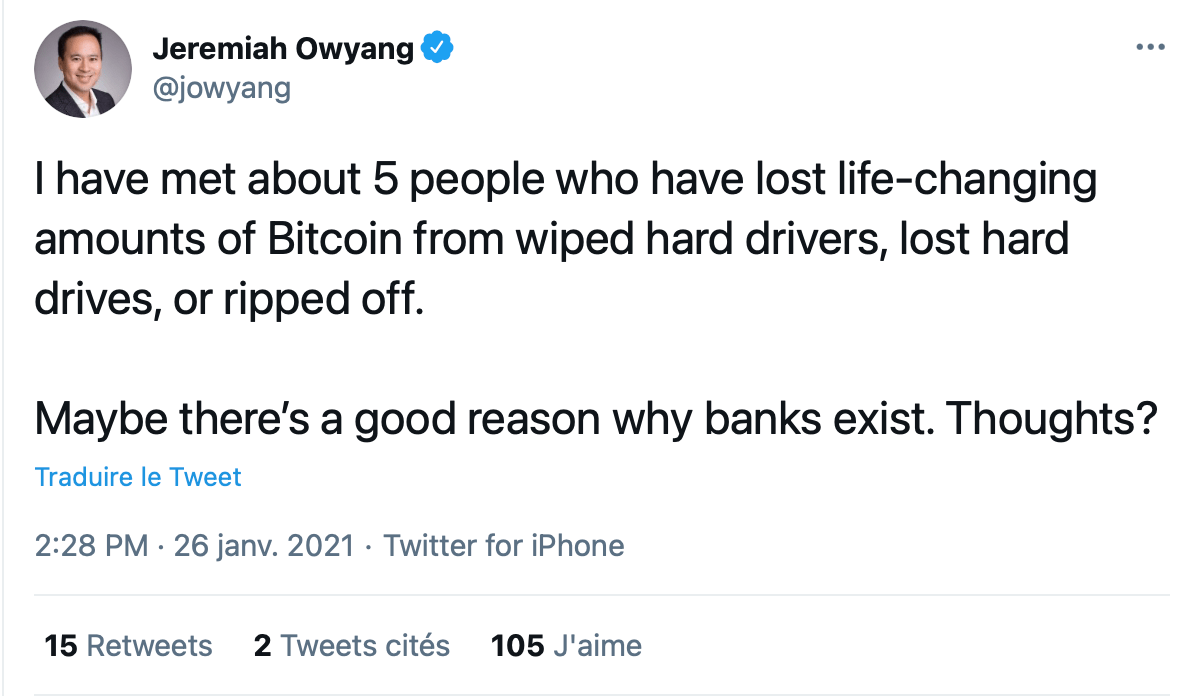 Jeremiah Owyang
@jowyang
I have met about 5 people who have lost life-changing
amounts of Bitcoin from wiped hard drivers, lost hard
drives, or ripped off.
Maybe there’s a good reason why banks exist. Thoughts?
Traduire le Tweet
2:28 PM · 26 janv. 2021 · Twitter for iPhone
15 Retweets 2 Tweets cités 105 J'aime